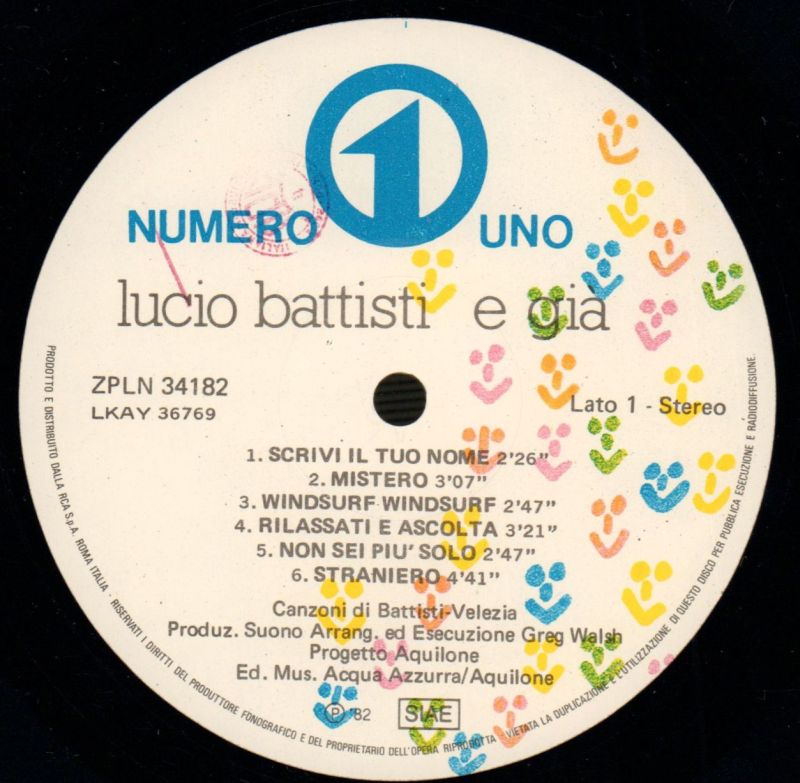 1
NUMERO UNO
lucio battisti e già
ZPLN 34182
LKAY 36769
Lato 1 - Stereo
1. SCRIVI IL TUO NOME 2'26”
2. MISTERO 3'07”
3. WINDSURF WINDSURF 2'47”
4. RILASSATI E ASCOLTA 3'21”
5. NON SEI PIU' SOLO 2'47”
6. STRANIERO 4'41”
Canzoni di Battisti-Velezia
Produz. Suono Arrang. ed Esecuzione Greg Walsh
Progetto Aquilone
Ed. Mus. Acqua Azzurra/Aquilone
Ⓟ '82 SIAE
PRODOTTO E DISTRIBUITO DALLA RCA S.p.A. ROMA ITALIA - RISERVATI I DIRITTI DEL PRODUTTORE FONOGRAFICO E DEL PROPRIETARIO DELL'OPERA RIPRODOTTA - VIETATA LA DUPLICAZIONE E L'UTILIZZAZIONE DI QUESTO DISCO PER PUBBLICA ESECUZIONE E RADIODIFFUSIONE.